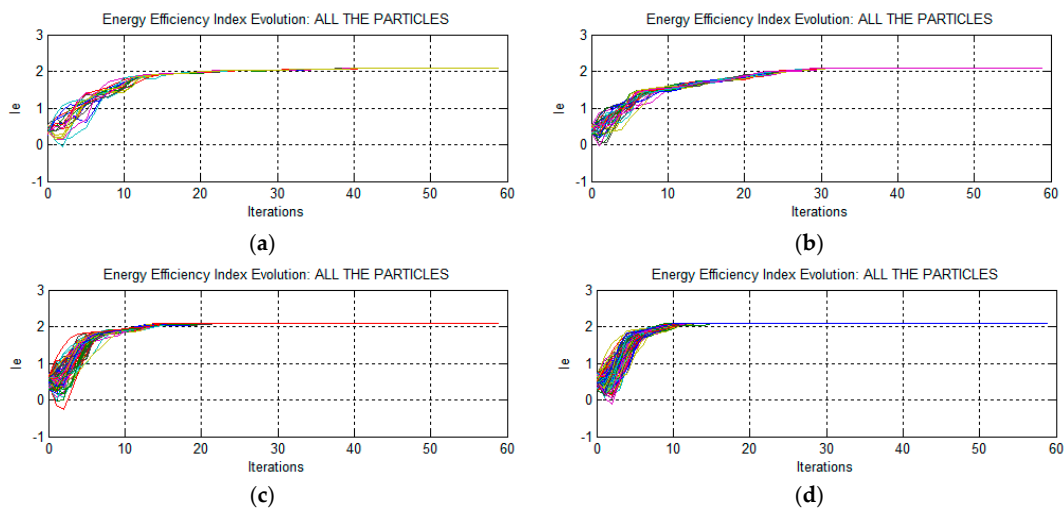 Energy Efficiency Index Evolution: ALL THE PARTICLES
3
2
1
0
-1
Ie
0 10 20 30 40 50 60
Iterations
(a)
Energy Efficiency Index Evolution: ALL THE PARTICLES
3
2
1
0
-1
Ie
0 10 20 30 40 50 60
Iterations
(b)
Energy Efficiency Index Evolution: ALL THE PARTICLES
3
2
1
0
-1
Ie
0 10 20 30 40 50 60
Iterations
(c)
Energy Efficiency Index Evolution: ALL THE PARTICLES
3
2
1
0
-1
Ie
0 10 20 30 40 50 60
Iterations
(d)